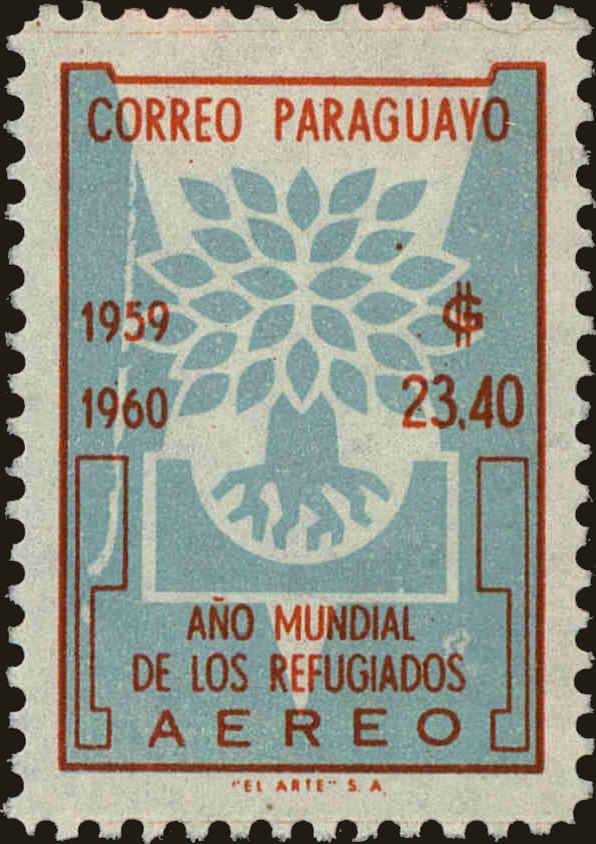 CORREO PARAGUAYO
1959
₲
1960
23.40
AÑO MUNDIAL
DE LOS REFUGIADOS
AEREO
"EL ARTE" S.A.